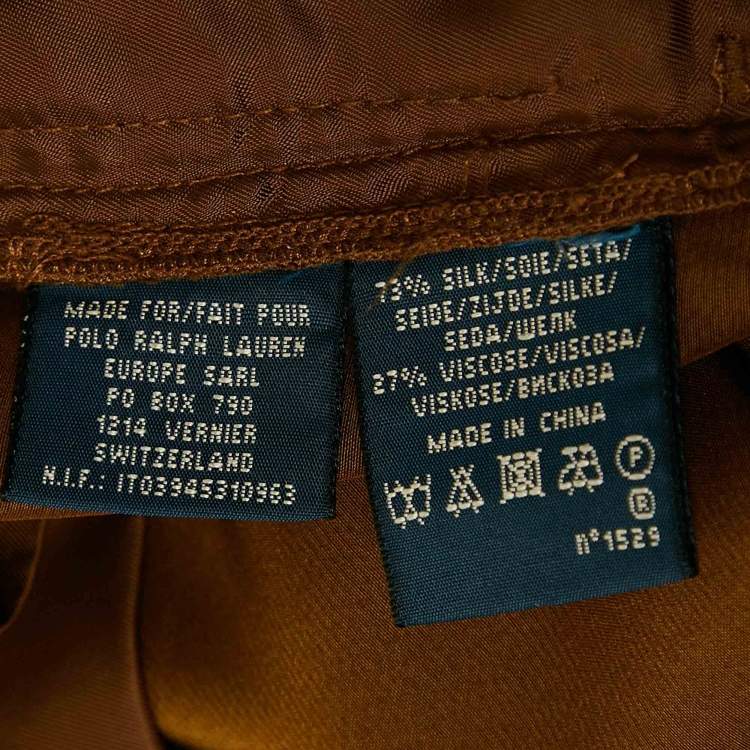 MADE FOR/FAIT POUR
POLO RALPH LAUREN
EUROPE SARL
PO BOX 790
1214 VERNIER
SWITZERLAND
N.I.F.: IT03945310963
73% SILK/SOIE/SETA/
SEIDE/ZIJDE/SILKE/
SEDA/ШЕЛК
27% VISCOSE/VISCOSA/
VISKOSE/ВИСКОЗА
MADE IN CHINA
P
R
n°1529